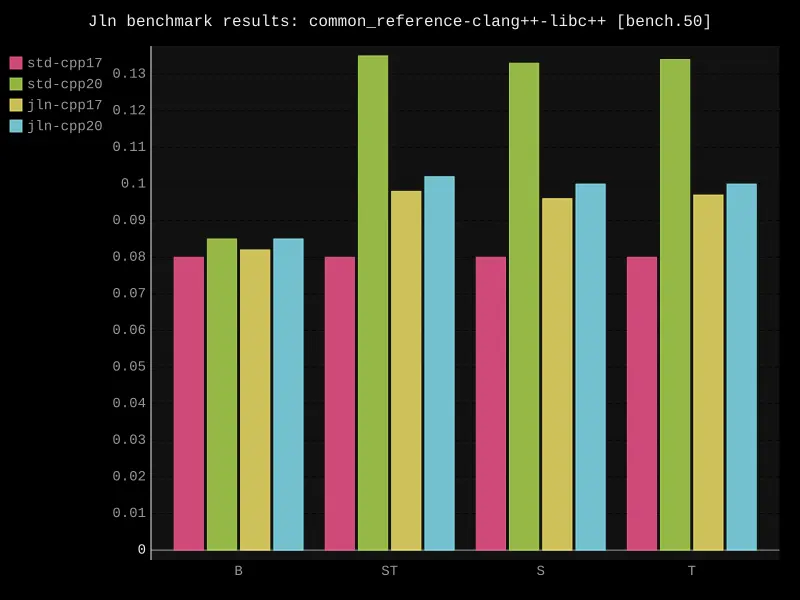 Jln benchmark results: common_reference-clang++-libc++ [bench.50]
std-cpp17
std-cpp20
jln-cpp17
jln-cpp20
0.13
0.12
0.11
0.1
0.09
0.08
0.07
0.06
0.05
0.04
0.03
0.02
0.01
0
B ST S T